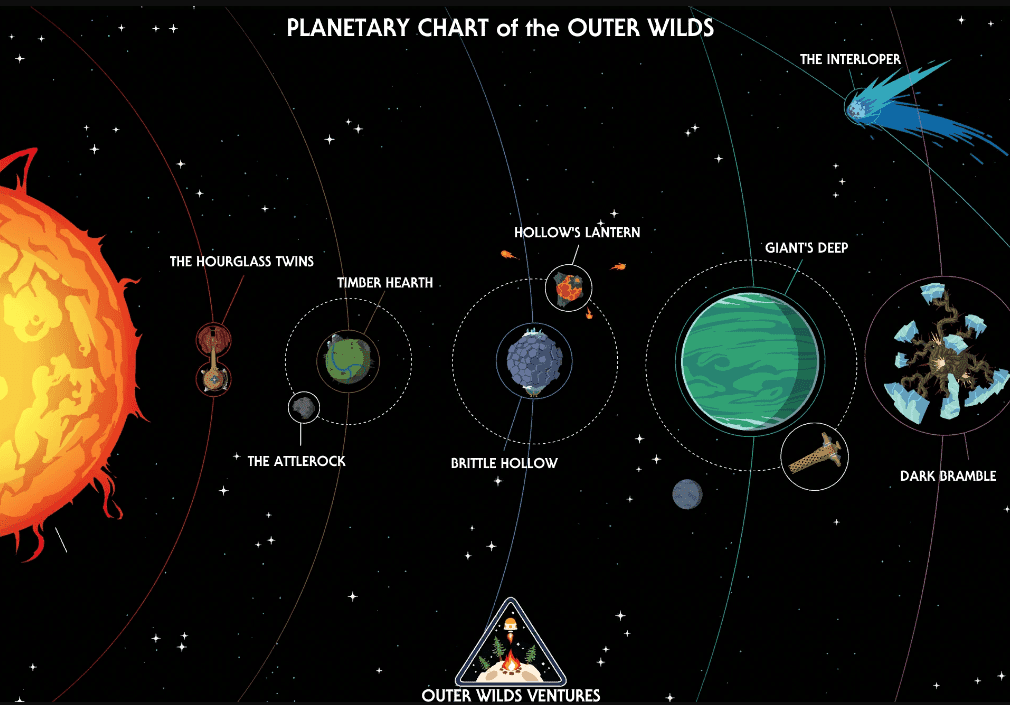 PLANETARY CHART of the OUTER WILDS
THE INTERLOPER
HOLLOW'S LANTERN
GIANT'S DEEP
THE HOURGLASS TWINS
TIMBER HEARTH
THE ATTLEROCK
BRITTLE HOLLOW
DARK BRAMBLE
OUTER WILDS VENTURES